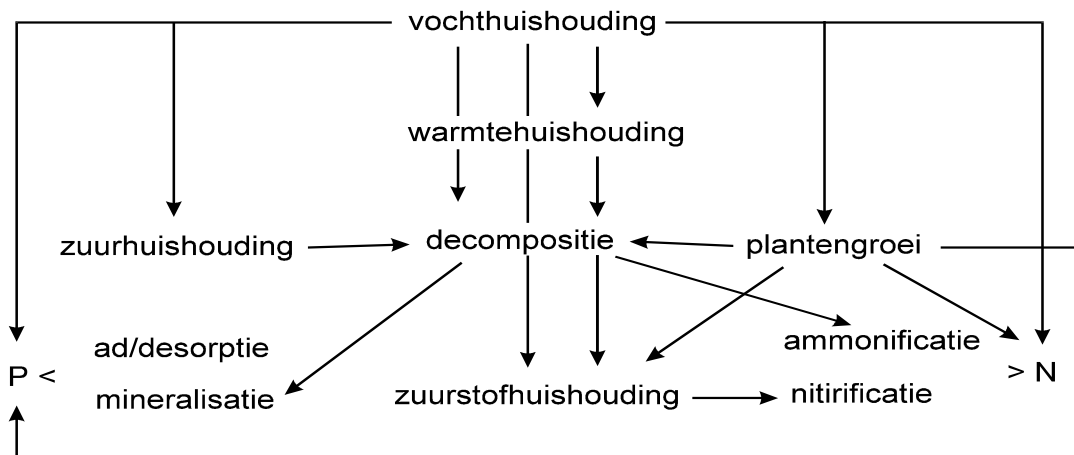 vochthuishouding
warmtehuishouding
zuurhuishouding decompositie plantengroei
ad/desorptie ammonificatie
P < > N
mineralisatie zuurstofhuishouding nitirificatie